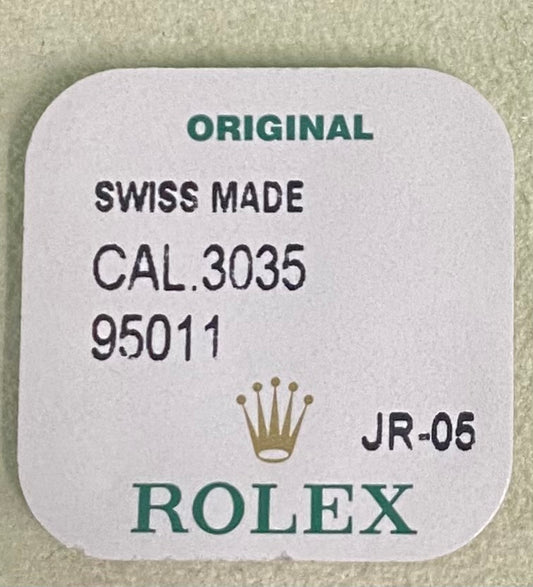 ORIGINAL
SWISS MADE
CAL.3035
95011
JR-05
ROLEX